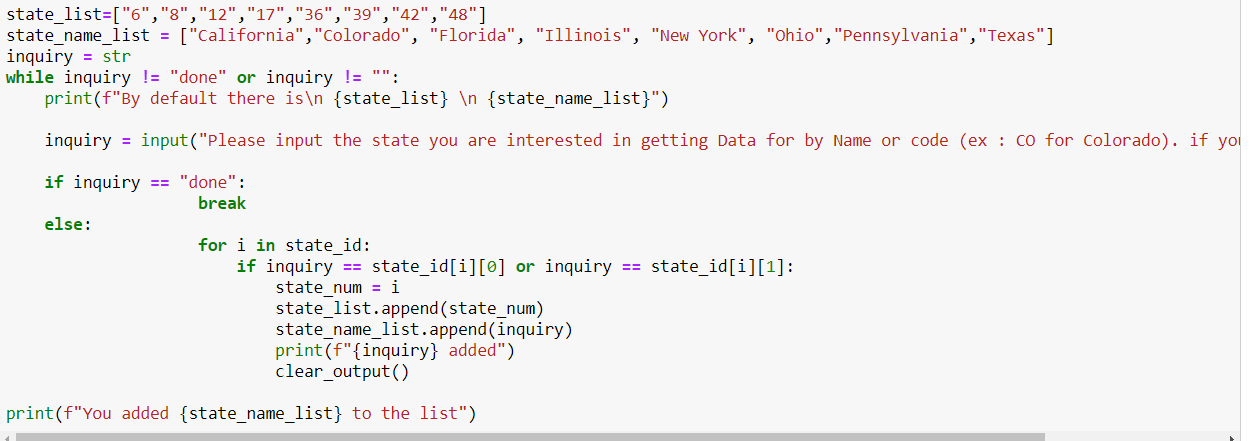 state_list=["6","8","12","17","36","39","42","48"]
state_name_list = ["California","Colorado", "Florida", "Illinois", "New York", "Ohio","Pennsylvania","Texas"]
inquiry = str
while inquiry != "done" or inquiry != "":
    print(f"By default there is\n {state_list} \n {state_name_list}")
    inquiry = input("Please input the state you are interested in getting Data for by Name or code (ex : CO for Colorado). if you
    if inquiry == "done":
                    break
    else:
                    for i in state_id:
                        if inquiry == state_id[i][0] or inquiry == state_id[i][1]:
                            state_num = i
                            state_list.append(state_num)
                            state_name_list.append(inquiry)
                            print(f"{inquiry} added")
                            clear_output()
print(f"You added {state_name_list} to the list")